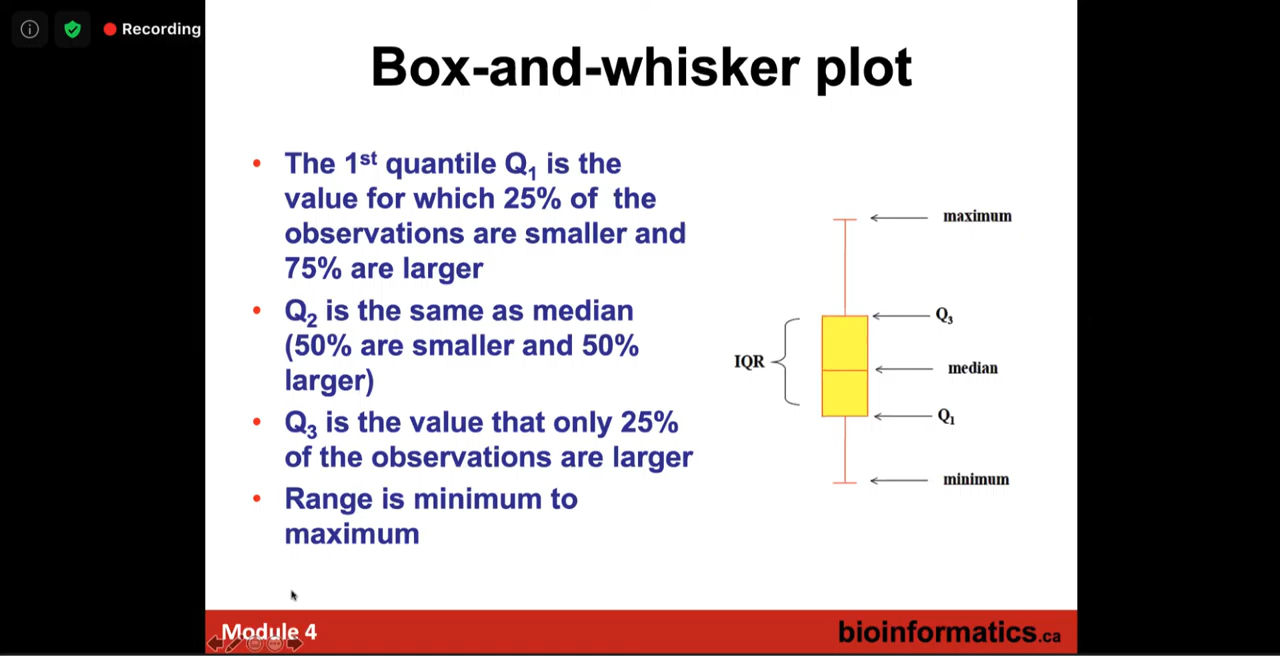 Recording
Box-and-whisker plot
• The 1st quantile Q1 is the
value for which 25% of the
observations are smaller and
75% are larger
• Q2 is the same as median
(50% are smaller and 50%
larger)
• Q3 is the value that only 25%
of the observations are larger
• Range is minimum to
maximum
maximum
Q3
IQR
median
Q1
minimum
Module 4
bioinformatics.ca